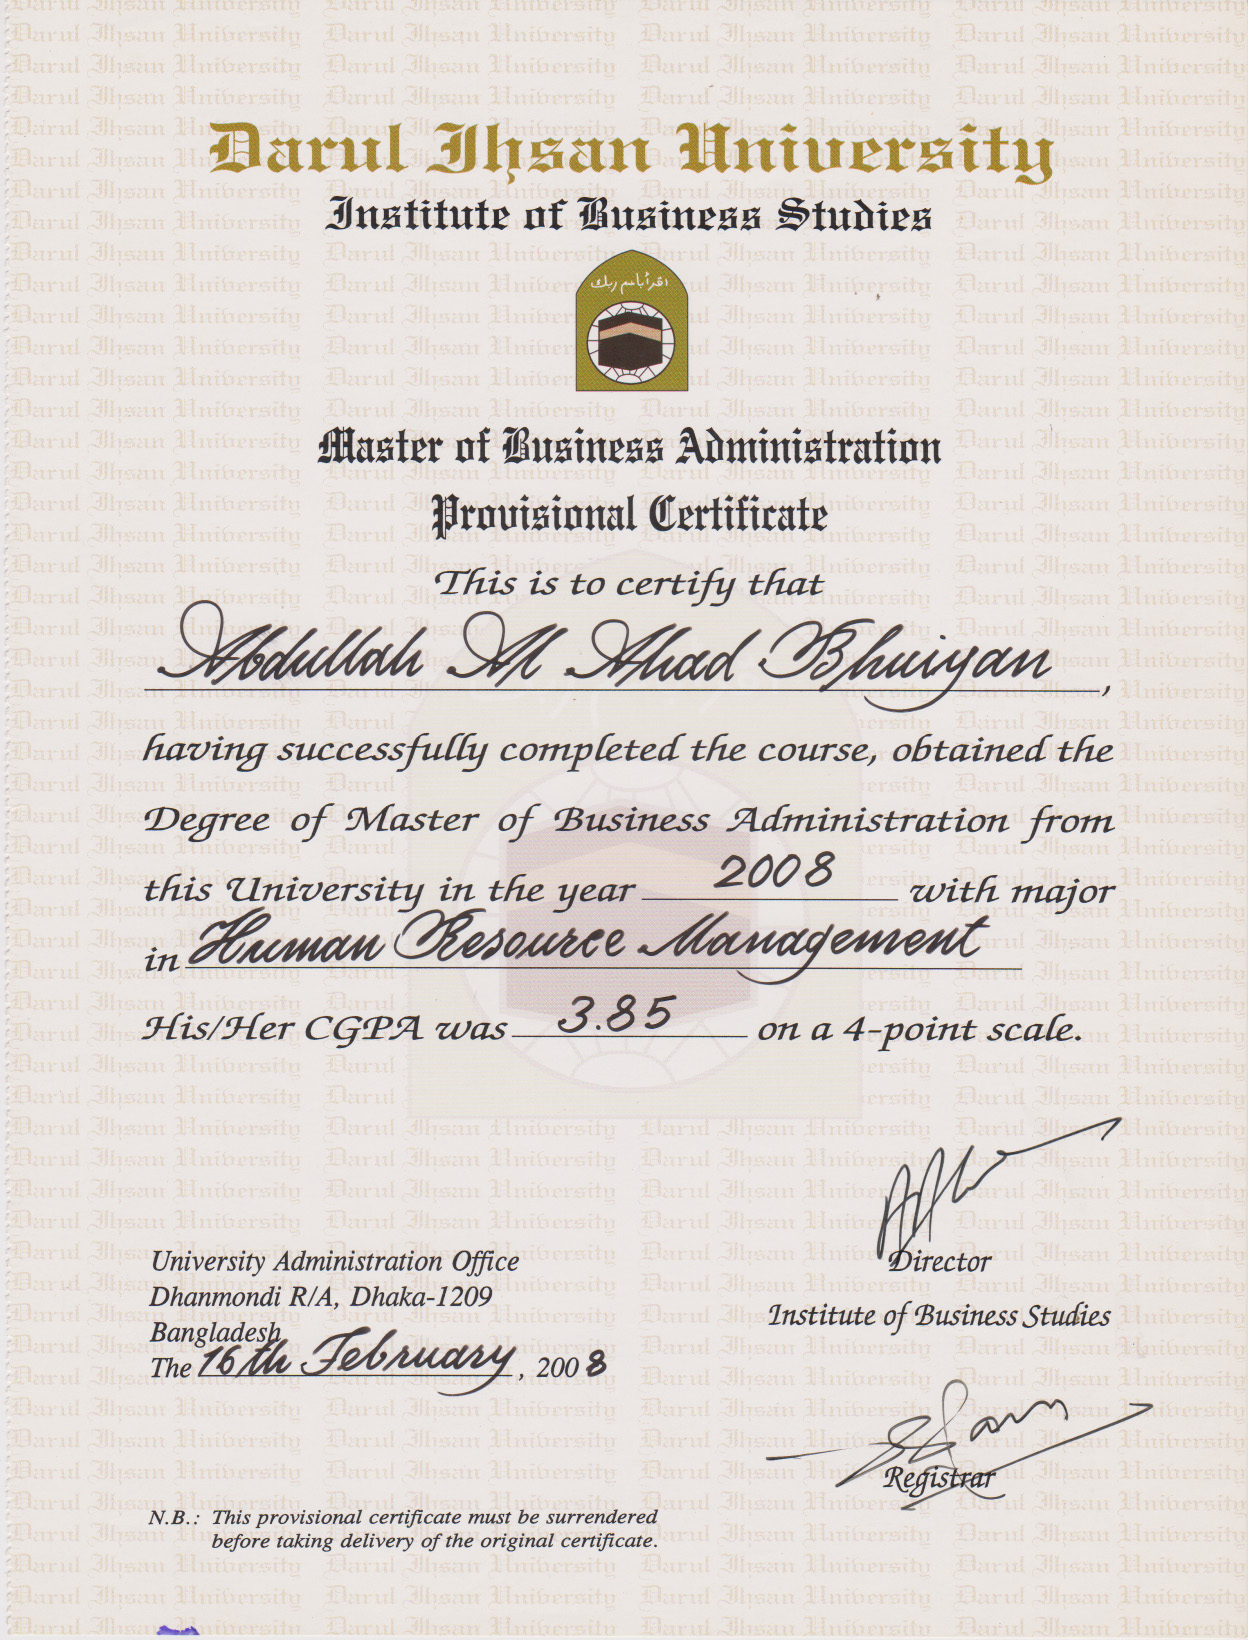 Darul Ihsan University
Institute of Business Studies
اقرأ باسم ربك
Master of Business Administration
Provisional Certificate
This is to certify that
Abdullah Al Ahad Bhuiyan,
having successfully completed the course, obtained the
Degree of Master of Business Administration from
this University in the year 2008 with major
in Human Resource Management
His/Her CGPA was 3.85 on a 4-point scale.
Director
Institute of Business Studies
University Administration Office
Dhanmondi R/A, Dhaka-1209
Bangladesh
The 16th February, 2008
Registrar
N.B.: This provisional certificate must be surrendered
before taking delivery of the original certificate.